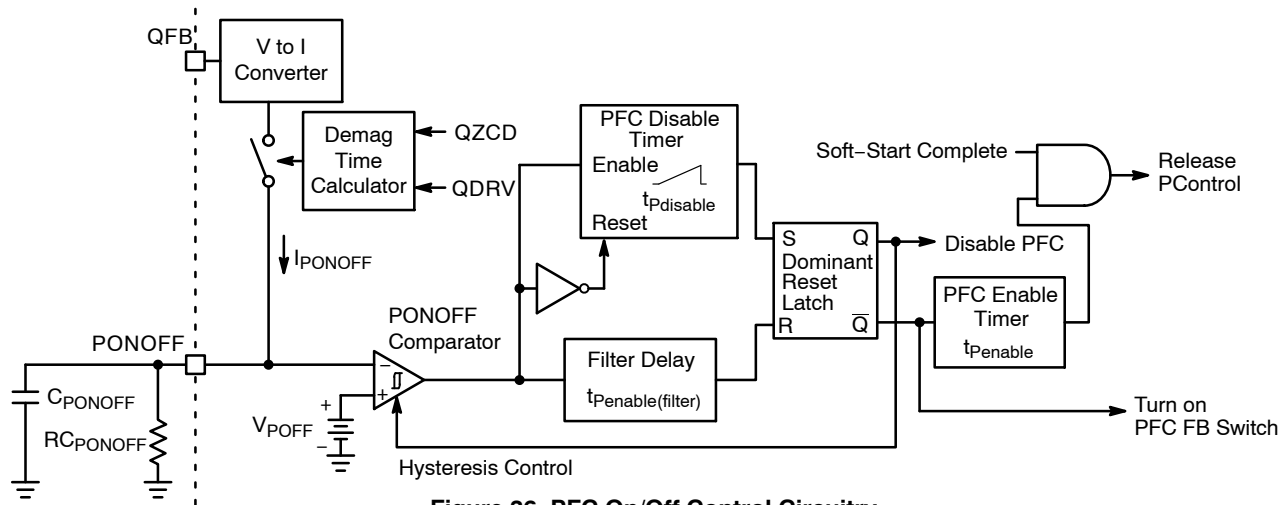 QFB
V to I
Converter
Demag
Time
Calculator
QZCD
QDRV
IPONOFF
PFC Disable
Timer
Enable
tPdisable
Reset
Soft−Start Complete
Release
PControl
S
Q
Dominant
Reset
Latch
R
Q
Disable PFC
PFC Enable
Timer
tPenable
PONOFF
PONOFF
Comparator
−
+
Filter Delay
tPenable(filter)
CPONOFF
RCPONOFF
VPOFF
+
−
Hysteresis Control
Turn on
PFC FB Switch